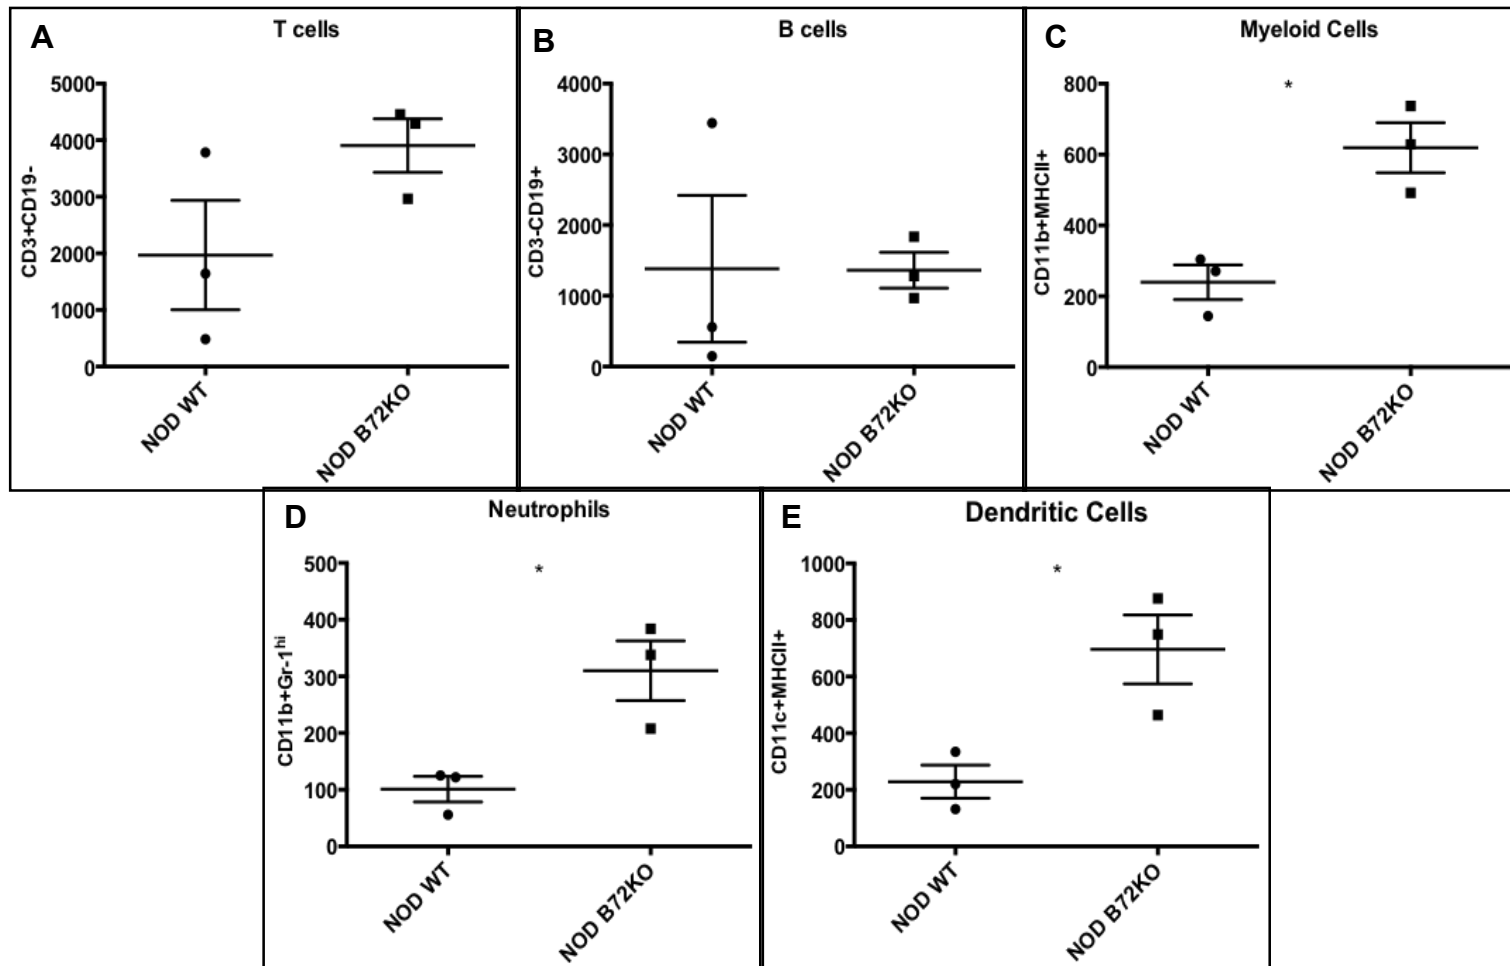 A
T cells
CD3+CD19-
5000
4000
3000
2000
1000
0
NOD WT
NOD B72KO
B
B cells
CD3-CD19+
4000
3000
2000
1000
0
NOD WT
NOD B72KO
C
Myeloid Cells
CD11b+MHCII+
800
600
400
200
0
*
NOD WT
NOD B72KO
D
Neutrophils
CD11b+Gr-1hi
500
400
300
200
100
0
*
NOD WT
NOD B72KO
E
Dendritic Cells
CD11c+MHCII+
1000
800
600
400
200
0
*
NOD WT
NOD B72KO